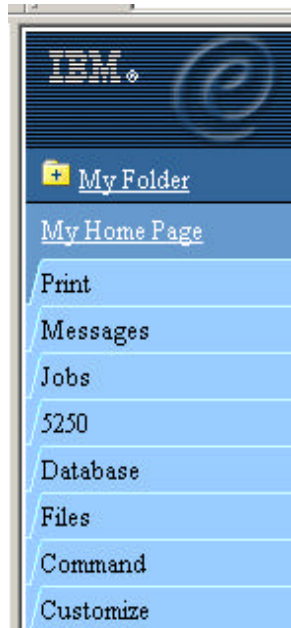 IBM®
My Folder
My Home Page
Print
Messages
Jobs
5250
Database
Files
Command
Customize